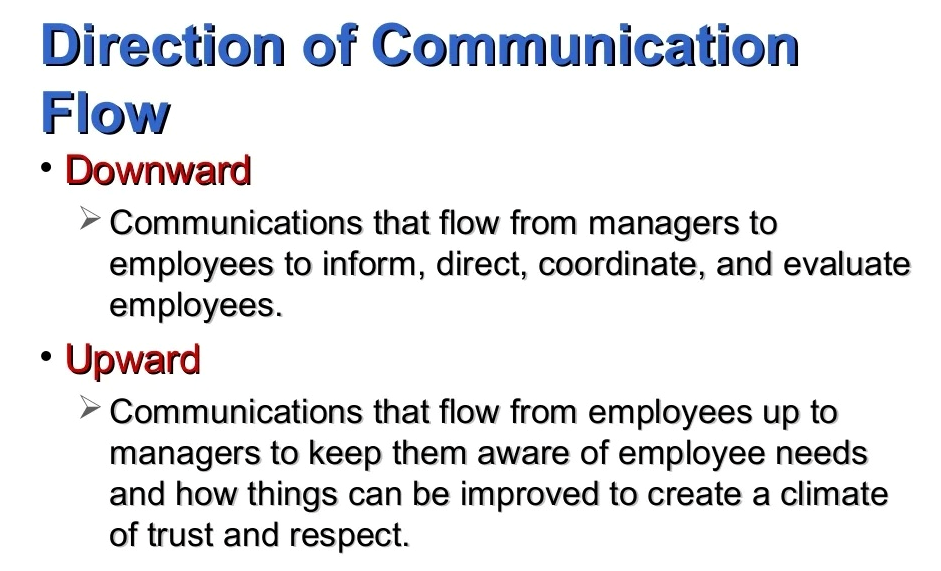 Direction of Communication
Flow
• Downward
➢ Communications that flow from managers to
employees to inform, direct, coordinate, and evaluate
employees.
• Upward
➢ Communications that flow from employees up to
managers to keep them aware of employee needs
and how things can be improved to create a climate
of trust and respect.